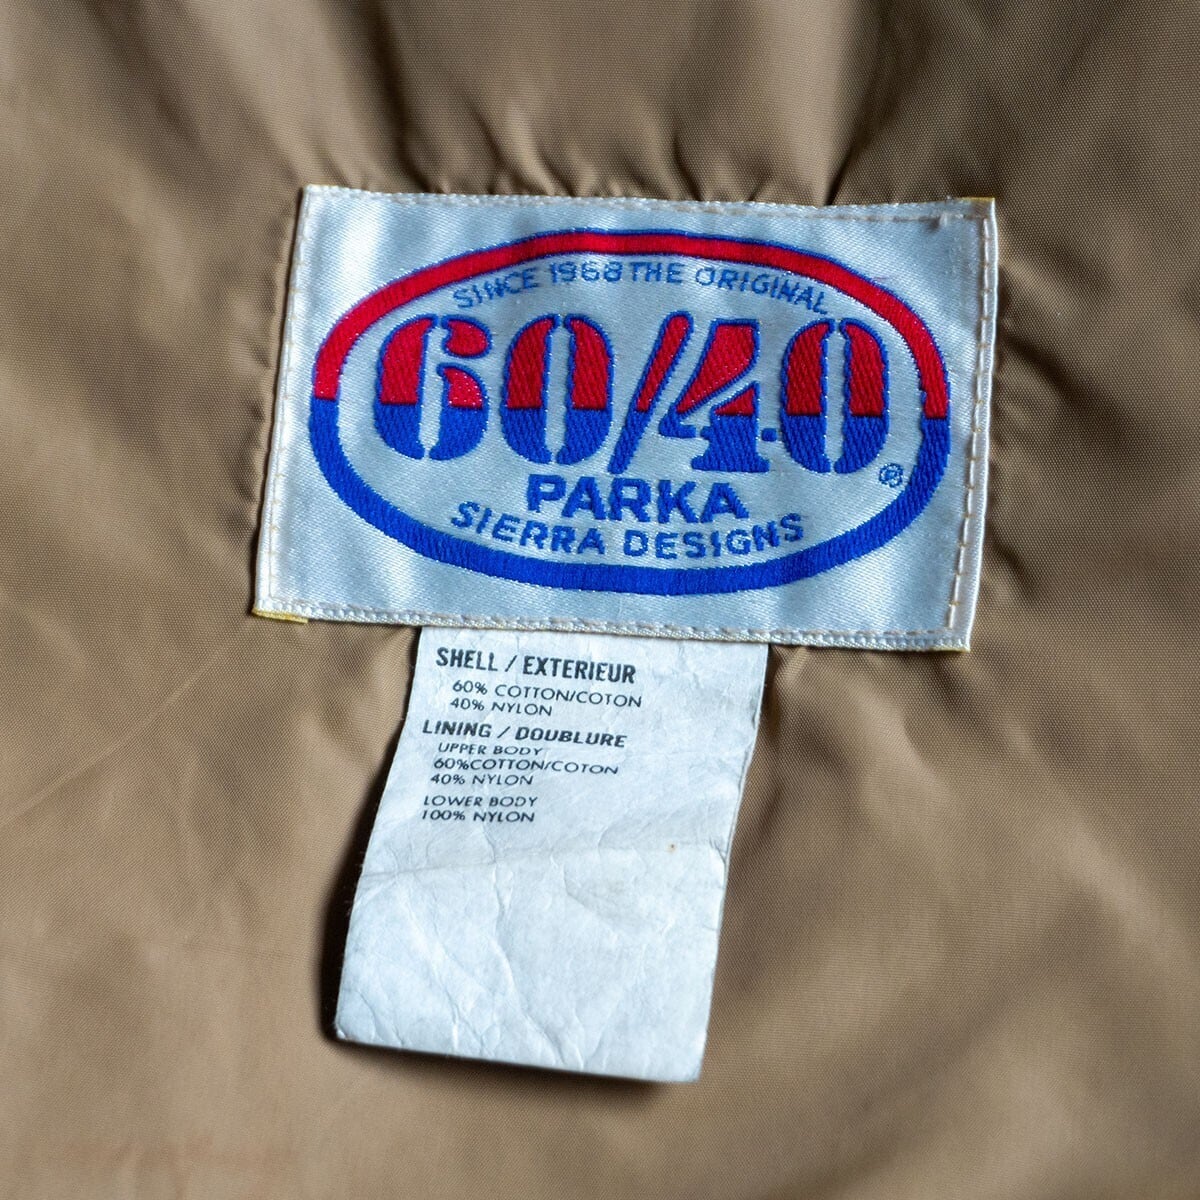 SINCE 1968 THE ORIGINAL
60/40®
PARKA
SIERRA DESIGNS
SHELL / EXTERIEUR
60% COTTON/COTON
40% NYLON
LINING / DOUBLURE
UPPER BODY
60%COTTON/COTON
40% NYLON
LOWER BODY
100% NYLON